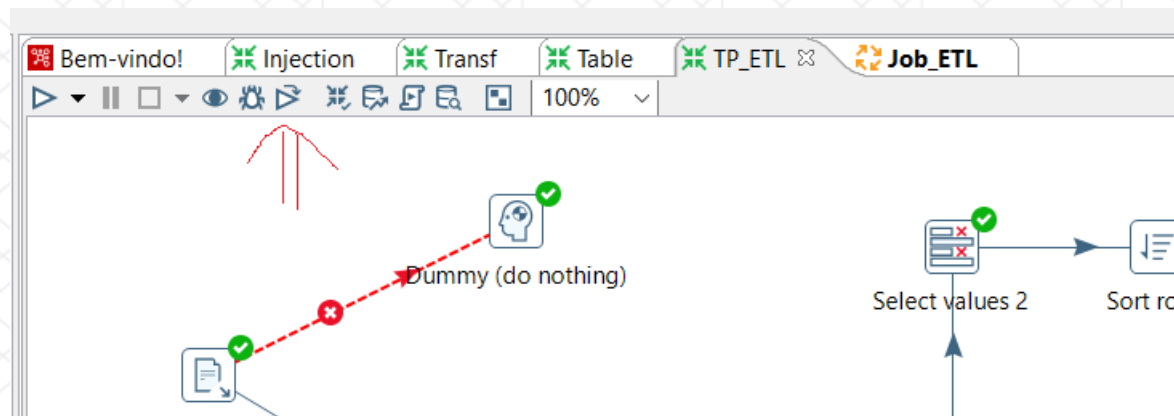 Bem-vindo! Injection Transf Table TP_ETL Job_ETL
100%
Dummy (do nothing)
Select values 2 Sort ro